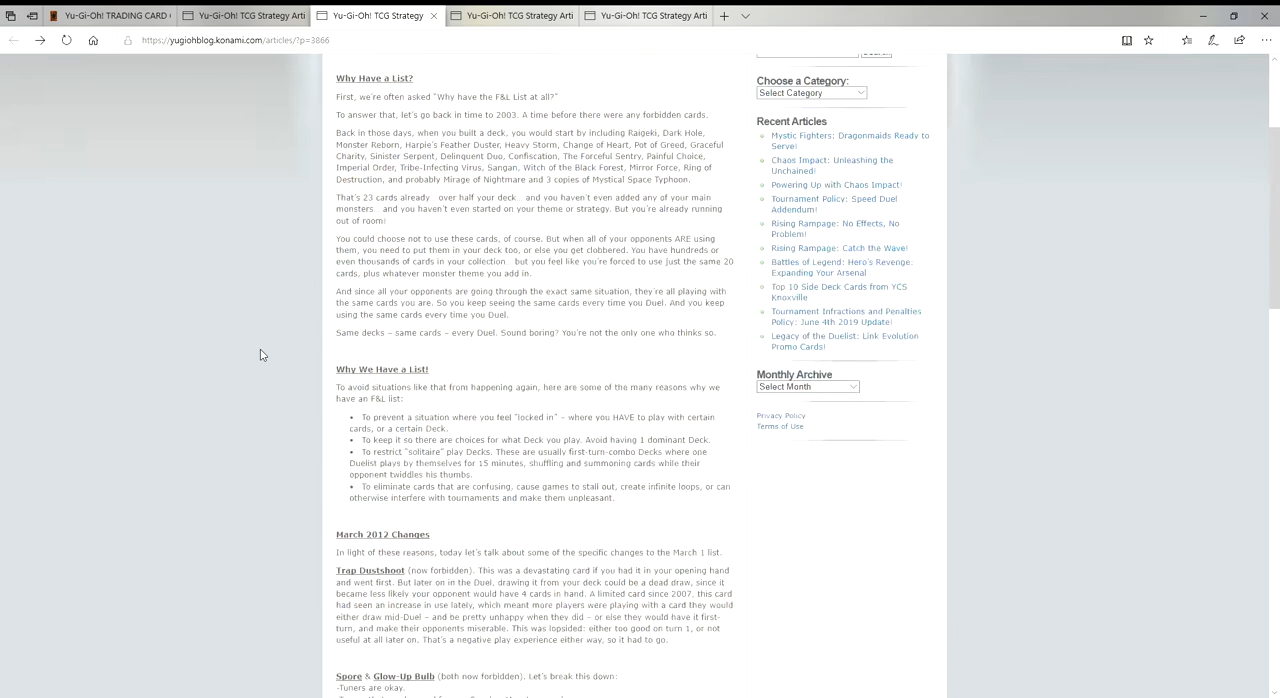 Yu-Gi-Oh! TRADING CARD
Yu-Gi-Oh! TCG Strategy Arti
Yu-Gi-Oh! TCG Strategy
Yu-Gi-Oh! TCG Strategy Arti
Yu-Gi-Oh! TCG Strategy Arti
https://yugiohblog.konami.com/articles/?p=3866
Why Have a List?
First, we're often asked "Why have the F&L List at all?"
To answer that, let's go back in time to 2003. A time before there were any forbidden cards.
Back in those days, when you built a deck, you would start by including Raigeki, Dark Hole,
Monster Reborn, Harpie's Feather Duster, Heavy Storm, Change of Heart, Pot of Greed, Graceful
Charity, Sinister Serpent, Delinquent Duo, Confiscation, The Forceful Sentry, Painful Choice,
Imperial Order, Tribe-Infecting Virus, Sangan, Witch of the Black Forest, Mirror Force, Ring of
Destruction, and probably Mirage of Nightmare and 3 copies of Mystical Space Typhoon.
That's 23 cards already over half your deck… and you haven't even added any of your main
monsters… and you haven't even started on your theme or strategy. But you're already running
out of room!
You could choose not to use these cards, of course. But when all of your opponents ARE using
them, you need to put them in your deck too, or else you get clobbered. You have hundreds or
even thousands of cards in your collection but you feel like you're forced to use just the same 20
cards, plus whatever monster theme you add in.
And since all your opponents are going through the exact same situation, they're all playing with
the same cards you are. So you keep seeing the same cards every time you Duel. And you keep
using the same cards every time you Duel.
Same decks – same cards – every Duel. Sound boring? You're not the only one who thinks so.
Why We Have a List!
To avoid situations like that from happening again, here are some of the many reasons why we
have an F&L list:
• To prevent a situation where you feel "locked in" – where you HAVE to play with certain
cards, or a certain Deck.
• To keep it so there are choices for what Deck you play. Avoid having 1 dominant Deck.
• To restrict "solitaire" play Decks. These are usually first-turn-combo Decks where one
Duelist plays by themselves for 15 minutes, shuffling and summoning cards while their
opponent twiddles his thumbs.
• To eliminate cards that are confusing, cause games to stall out, create infinite loops, or can
otherwise interfere with tournaments and make them unpleasant.
March 2012 Changes
In light of these reasons, today let's talk about some of the specific changes to the March 1 list.
Trap Dustshoot (now forbidden). This was a devastating card if you had it in your opening hand
and went first. But later on in the Duel, drawing it from your deck could be a dead draw, since it
became less likely your opponent would have 4 cards in hand. A limited card since 2007, this card
had seen an increase in use lately, which meant more players were playing with a card they would
either draw mid-Duel – and be pretty unhappy when they did – or else they would have it first-
turn, and make their opponents miserable. This was lopsided: either too good on turn 1, or not
useful at all later on. That's a negative play experience either way, so it had to go.
Spore & Glow-Up Bulb (both now forbidden). Let's break this down:
-Tuners are okay.
Search
Choose a Category:
Select Category
Recent Articles
Mystic Fighters: Dragonmaids Ready to
Serve!
Chaos Impact: Unleashing the
Unchained!
Powering Up with Chaos Impact!
Tournament Policy: Speed Duel
Addendum!
Rising Rampage: No Effects, No
Problem!
Rising Rampage: Catch the Wave!
Battles of Legend: Hero's Revenge:
Expanding Your Arsenal
Top 10 Side Deck Cards from YCS
Knoxville
Tournament Infractions and Penalties
Policy: June 4th 2019 Update!
Legacy of the Duelist: Link Evolution
Promo Cards!
Monthly Archive
Select Month
Privacy Policy
Terms of Use